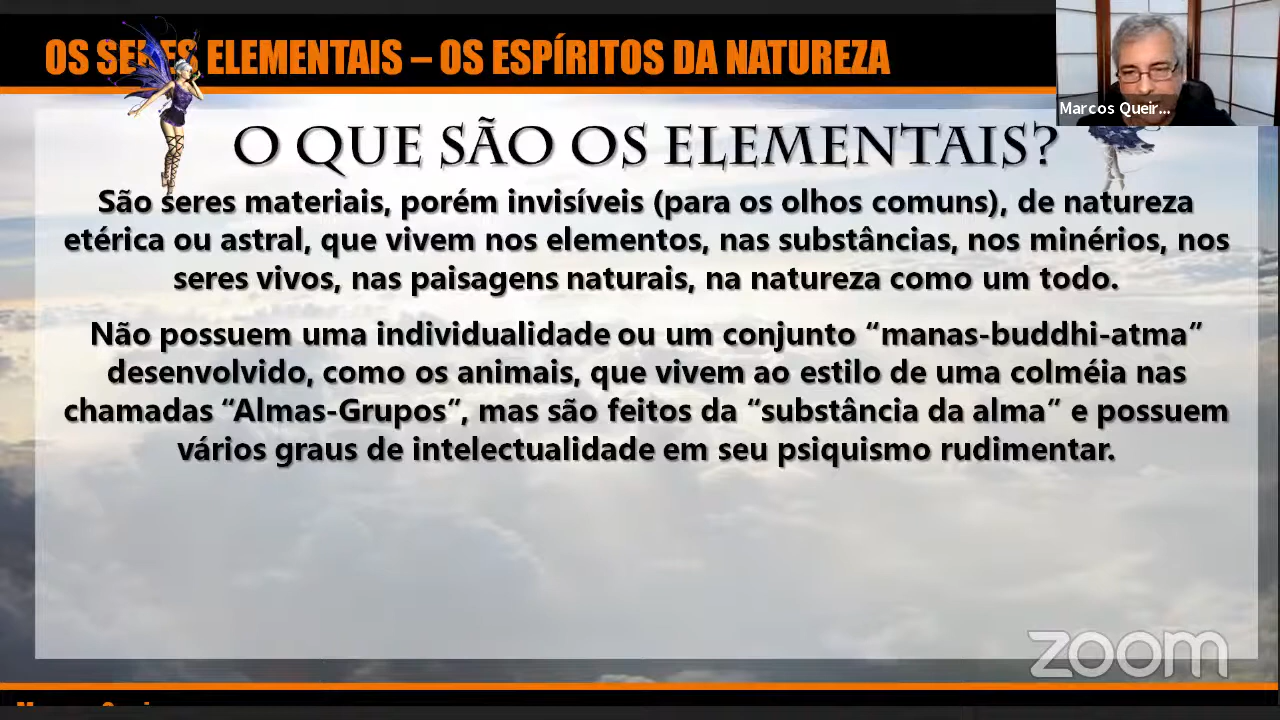 OS SERES ELEMENTAIS – OS ESPÍRITOS DA NATUREZA
Marcos Queir...
O QUE SÃO OS ELEMENTAIS?
São seres materiais, porém invisíveis (para os olhos comuns), de natureza
etérica ou astral, que vivem nos elementos, nas substâncias, nos minérios, nos
seres vivos, nas paisagens naturais, na natureza como um todo.
Não possuem uma individualidade ou um conjunto “manas-buddhi-atma”
desenvolvido, como os animais, que vivem ao estilo de uma colméia nas
chamadas “Almas-Grupos”, mas são feitos da “substância da alma” e possuem
vários graus de intelectualidade em seu psiquismo rudimentar.
zoom